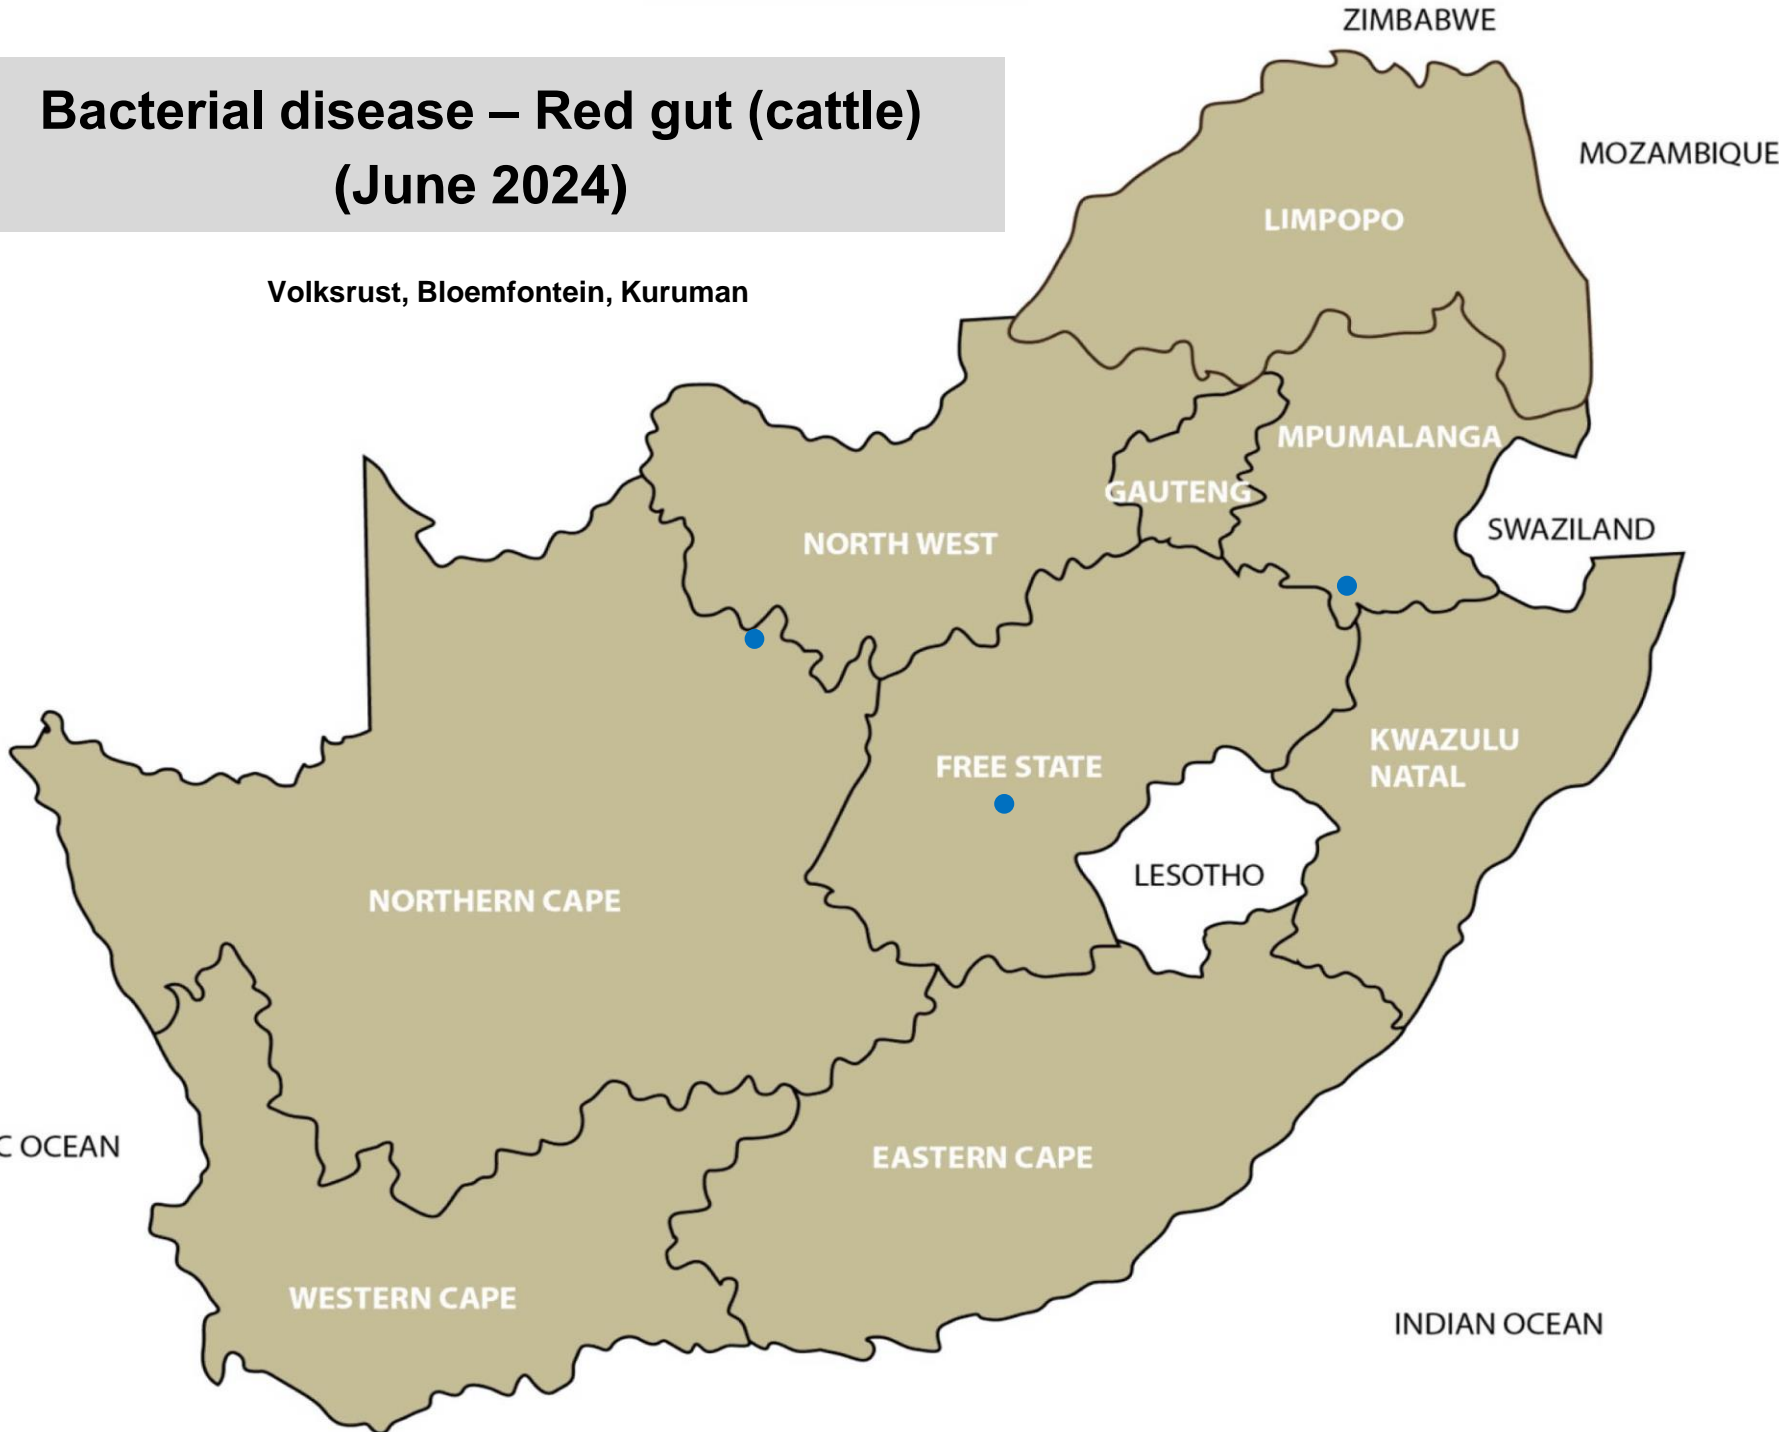 ZIMBABWE
Bacterial disease – Red gut (cattle)
(June 2024)
MOZAMBIQUE
LIMPOPO
Volksrust, Bloemfontein, Kuruman
MPUMALANGA
GAUTENG
NORTH WEST
SWAZILAND
KWAZULU
NATAL
FREE STATE
LESOTHO
NORTHERN CAPE
C OCEAN
EASTERN CAPE
WESTERN CAPE
INDIAN OCEAN